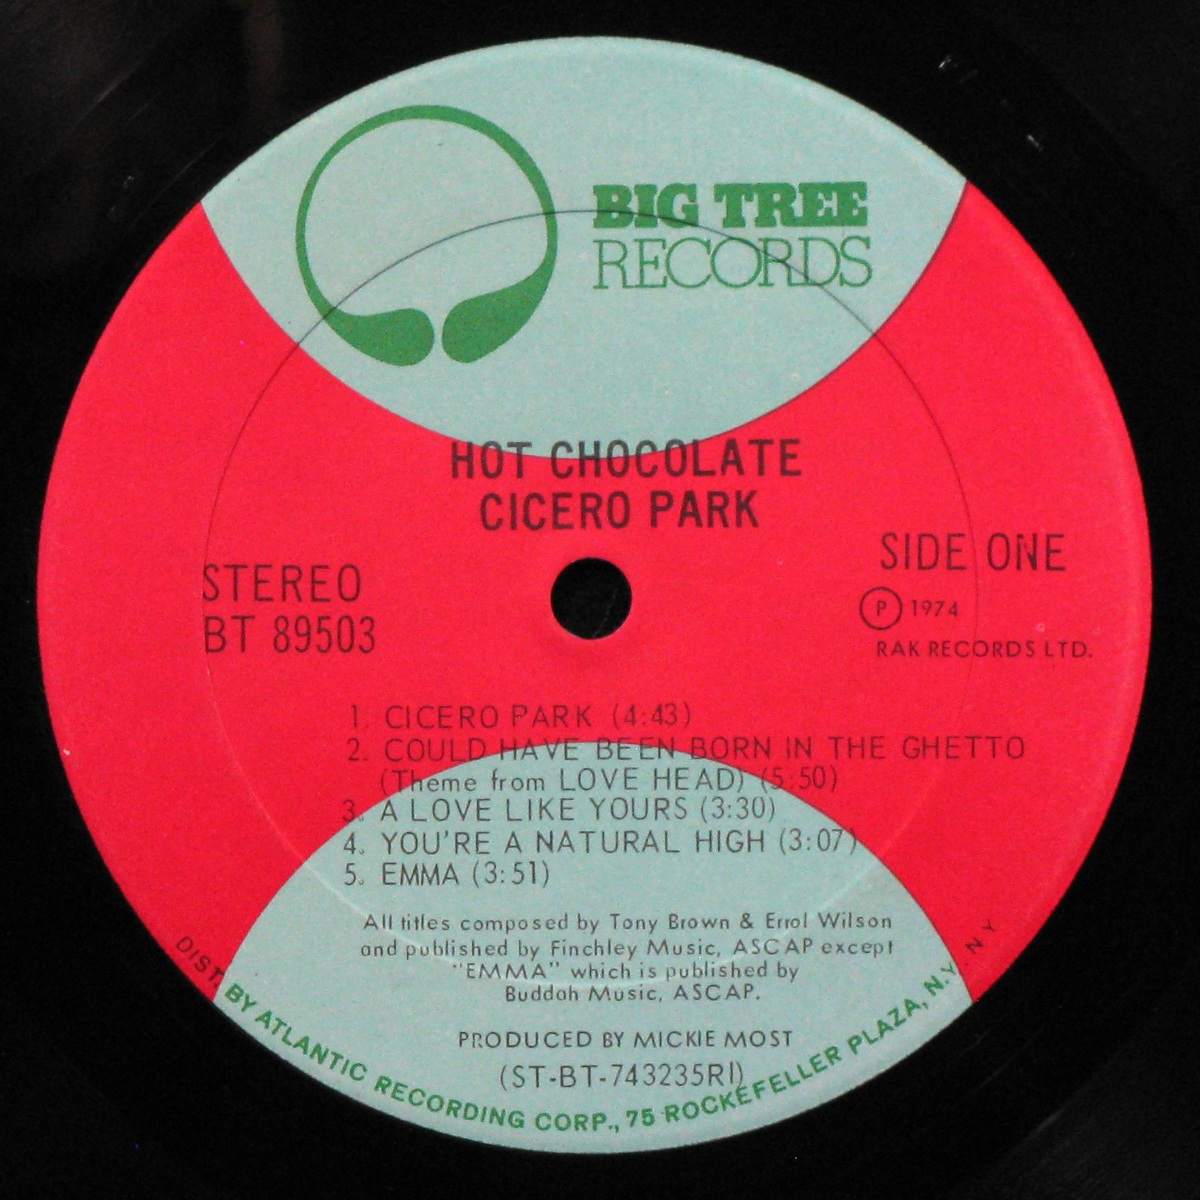 BIG TREE
RECORDS
HOT CHOCOLATE
CICERO PARK
STEREO
BT 89503
SIDE ONE
Ⓟ 1974
RAK RECORDS LTD.
1. CICERO PARK (4:43)
2. COULD HAVE BEEN BORN IN THE GHETTO
(Theme from LOVE HEAD) (5:50)
3. A LOVE LIKE YOURS (3:30)
4. YOU'RE A NATURAL HIGH (3:07)
5. EMMA (3:51)
All titles composed by Tony Brown & Errol Wilson
and published by Finchley Music, ASCAP except
"EMMA" which is published by
Buddah Music, ASCAP.
PRODUCED BY MICKIE MOST
(ST-BT-743235RI)
DIST. BY ATLANTIC RECORDING CORP., 75 ROCKEFELLER PLAZA, N.Y., N.Y.